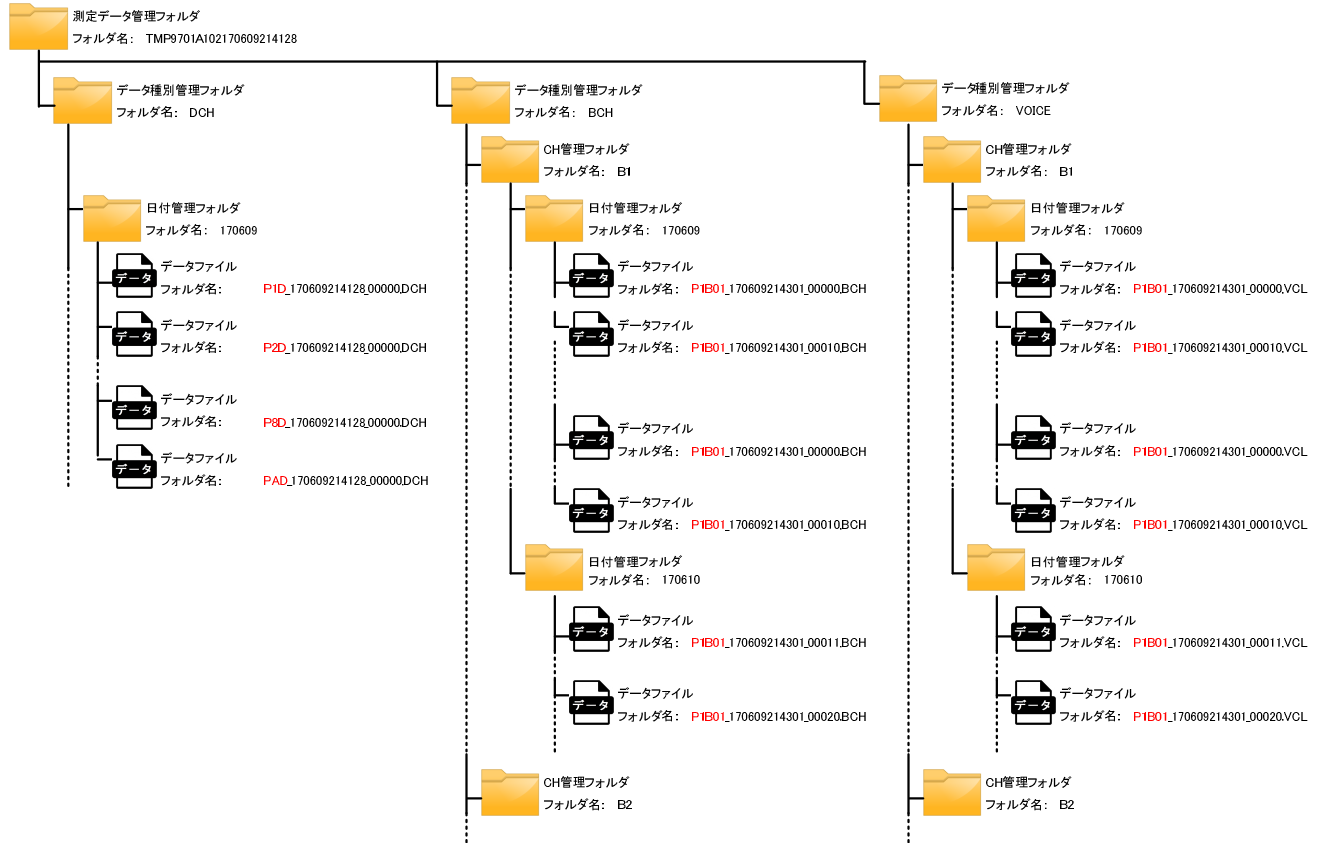 測定データ管理フォルダ
フォルダ名: TMP9701A102170609214128
データ種別管理フォルダ
フォルダ名: DCH
日付管理フォルダ
フォルダ名: 170609
データ
データファイル
フォルダ名: P1D_170609214128_00000.DCH
データ
データファイル
フォルダ名: P2D_170609214128_00000.DCH
データ
データファイル
フォルダ名: P8D_170609214128_00000.DCH
データ
データファイル
フォルダ名: PAD_170609214128_00000.DCH
データ種別管理フォルダ
フォルダ名: BCH
CH管理フォルダ
フォルダ名: B1
日付管理フォルダ
フォルダ名: 170609
データ
データファイル
フォルダ名: P1B01_170609214301_00000.BCH
データ
データファイル
フォルダ名: P1B01_170609214301_00010.BCH
データ
データファイル
フォルダ名: P1B01_170609214301_00000.BCH
データ
データファイル
フォルダ名: P1B01_170609214301_00010.BCH
日付管理フォルダ
フォルダ名: 170610
データ
データファイル
フォルダ名: P1B01_170609214301_00011.BCH
データ
データファイル
フォルダ名: P1B01_170609214301_00020.BCH
CH管理フォルダ
フォルダ名: B2
データ種別管理フォルダ
フォルダ名: VOICE
CH管理フォルダ
フォルダ名: B1
日付管理フォルダ
フォルダ名: 170609
データ
データファイル
フォルダ名: P1B01_170609214301_00000.VCL
データ
データファイル
フォルダ名: P1B01_170609214301_00010.VCL
データ
データファイル
フォルダ名: P1B01_170609214301_00000.VCL
データ
データファイル
フォルダ名: P1B01_170609214301_00010.VCL
日付管理フォルダ
フォルダ名: 170610
データ
データファイル
フォルダ名: P1B01_170609214301_00011.VCL
データ
データファイル
フォルダ名: P1B01_170609214301_00020.VCL
CH管理フォルダ
フォルダ名: B2